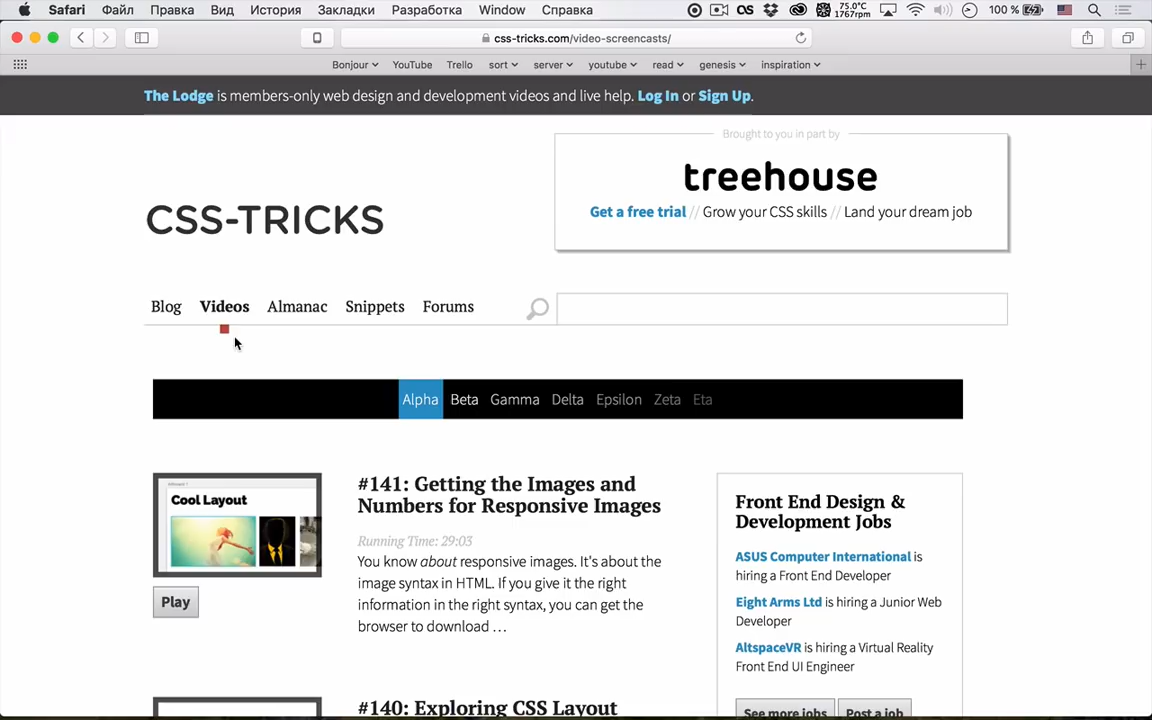 Safari Файл Правка Вид История Закладки Разработка Window Справка 75.0°C 1767rpm 100 %
css-tricks.com/video-screencasts/
Bonjour YouTube Trello sort server youtube read genesis inspiration
The Lodge is members-only web design and development videos and live help. Log In or Sign Up.
Brought to you in part by
treehouse
Get a free trial // Grow your CSS skills // Land your dream job
CSS-TRICKS
Blog Videos Almanac Snippets Forums
Alpha Beta Gamma Delta Epsilon Zeta Eta
Cool Layout
Play
#141: Getting the Images and
Numbers for Responsive Images
Running Time: 29:03
You know about responsive images. It's about the
image syntax in HTML. If you give it the right
information in the right syntax, you can get the
browser to download …
#140: Exploring CSS Layout
Front End Design &
Development Jobs
ASUS Computer International is
hiring a Front End Developer
Eight Arms Ltd is hiring a Junior Web
Developer
AltspaceVR is hiring a Virtual Reality
Front End UI Engineer
See more jobs Post a job